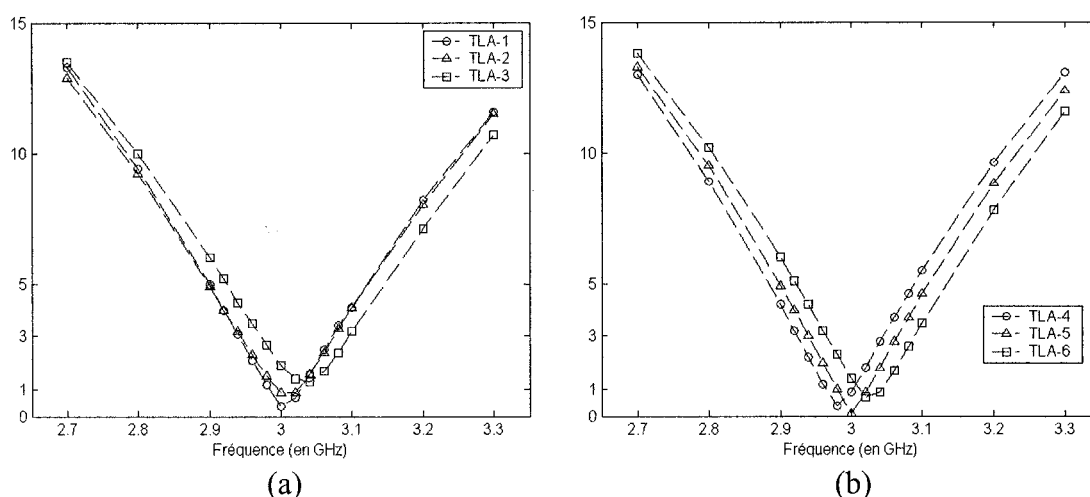 15
10
5
3
1
0
TLA-1
TLA-2
TLA-3
2.7 2.8 2.9 3 3.1 3.2 3.3
Fréquence (en GHz)
(a)
15
10
5
3
1
0
TLA-4
TLA-5
TLA-6
2.7 2.8 2.9 3 3.1 3.2 3.3
Fréquence (en GHz)
(b)